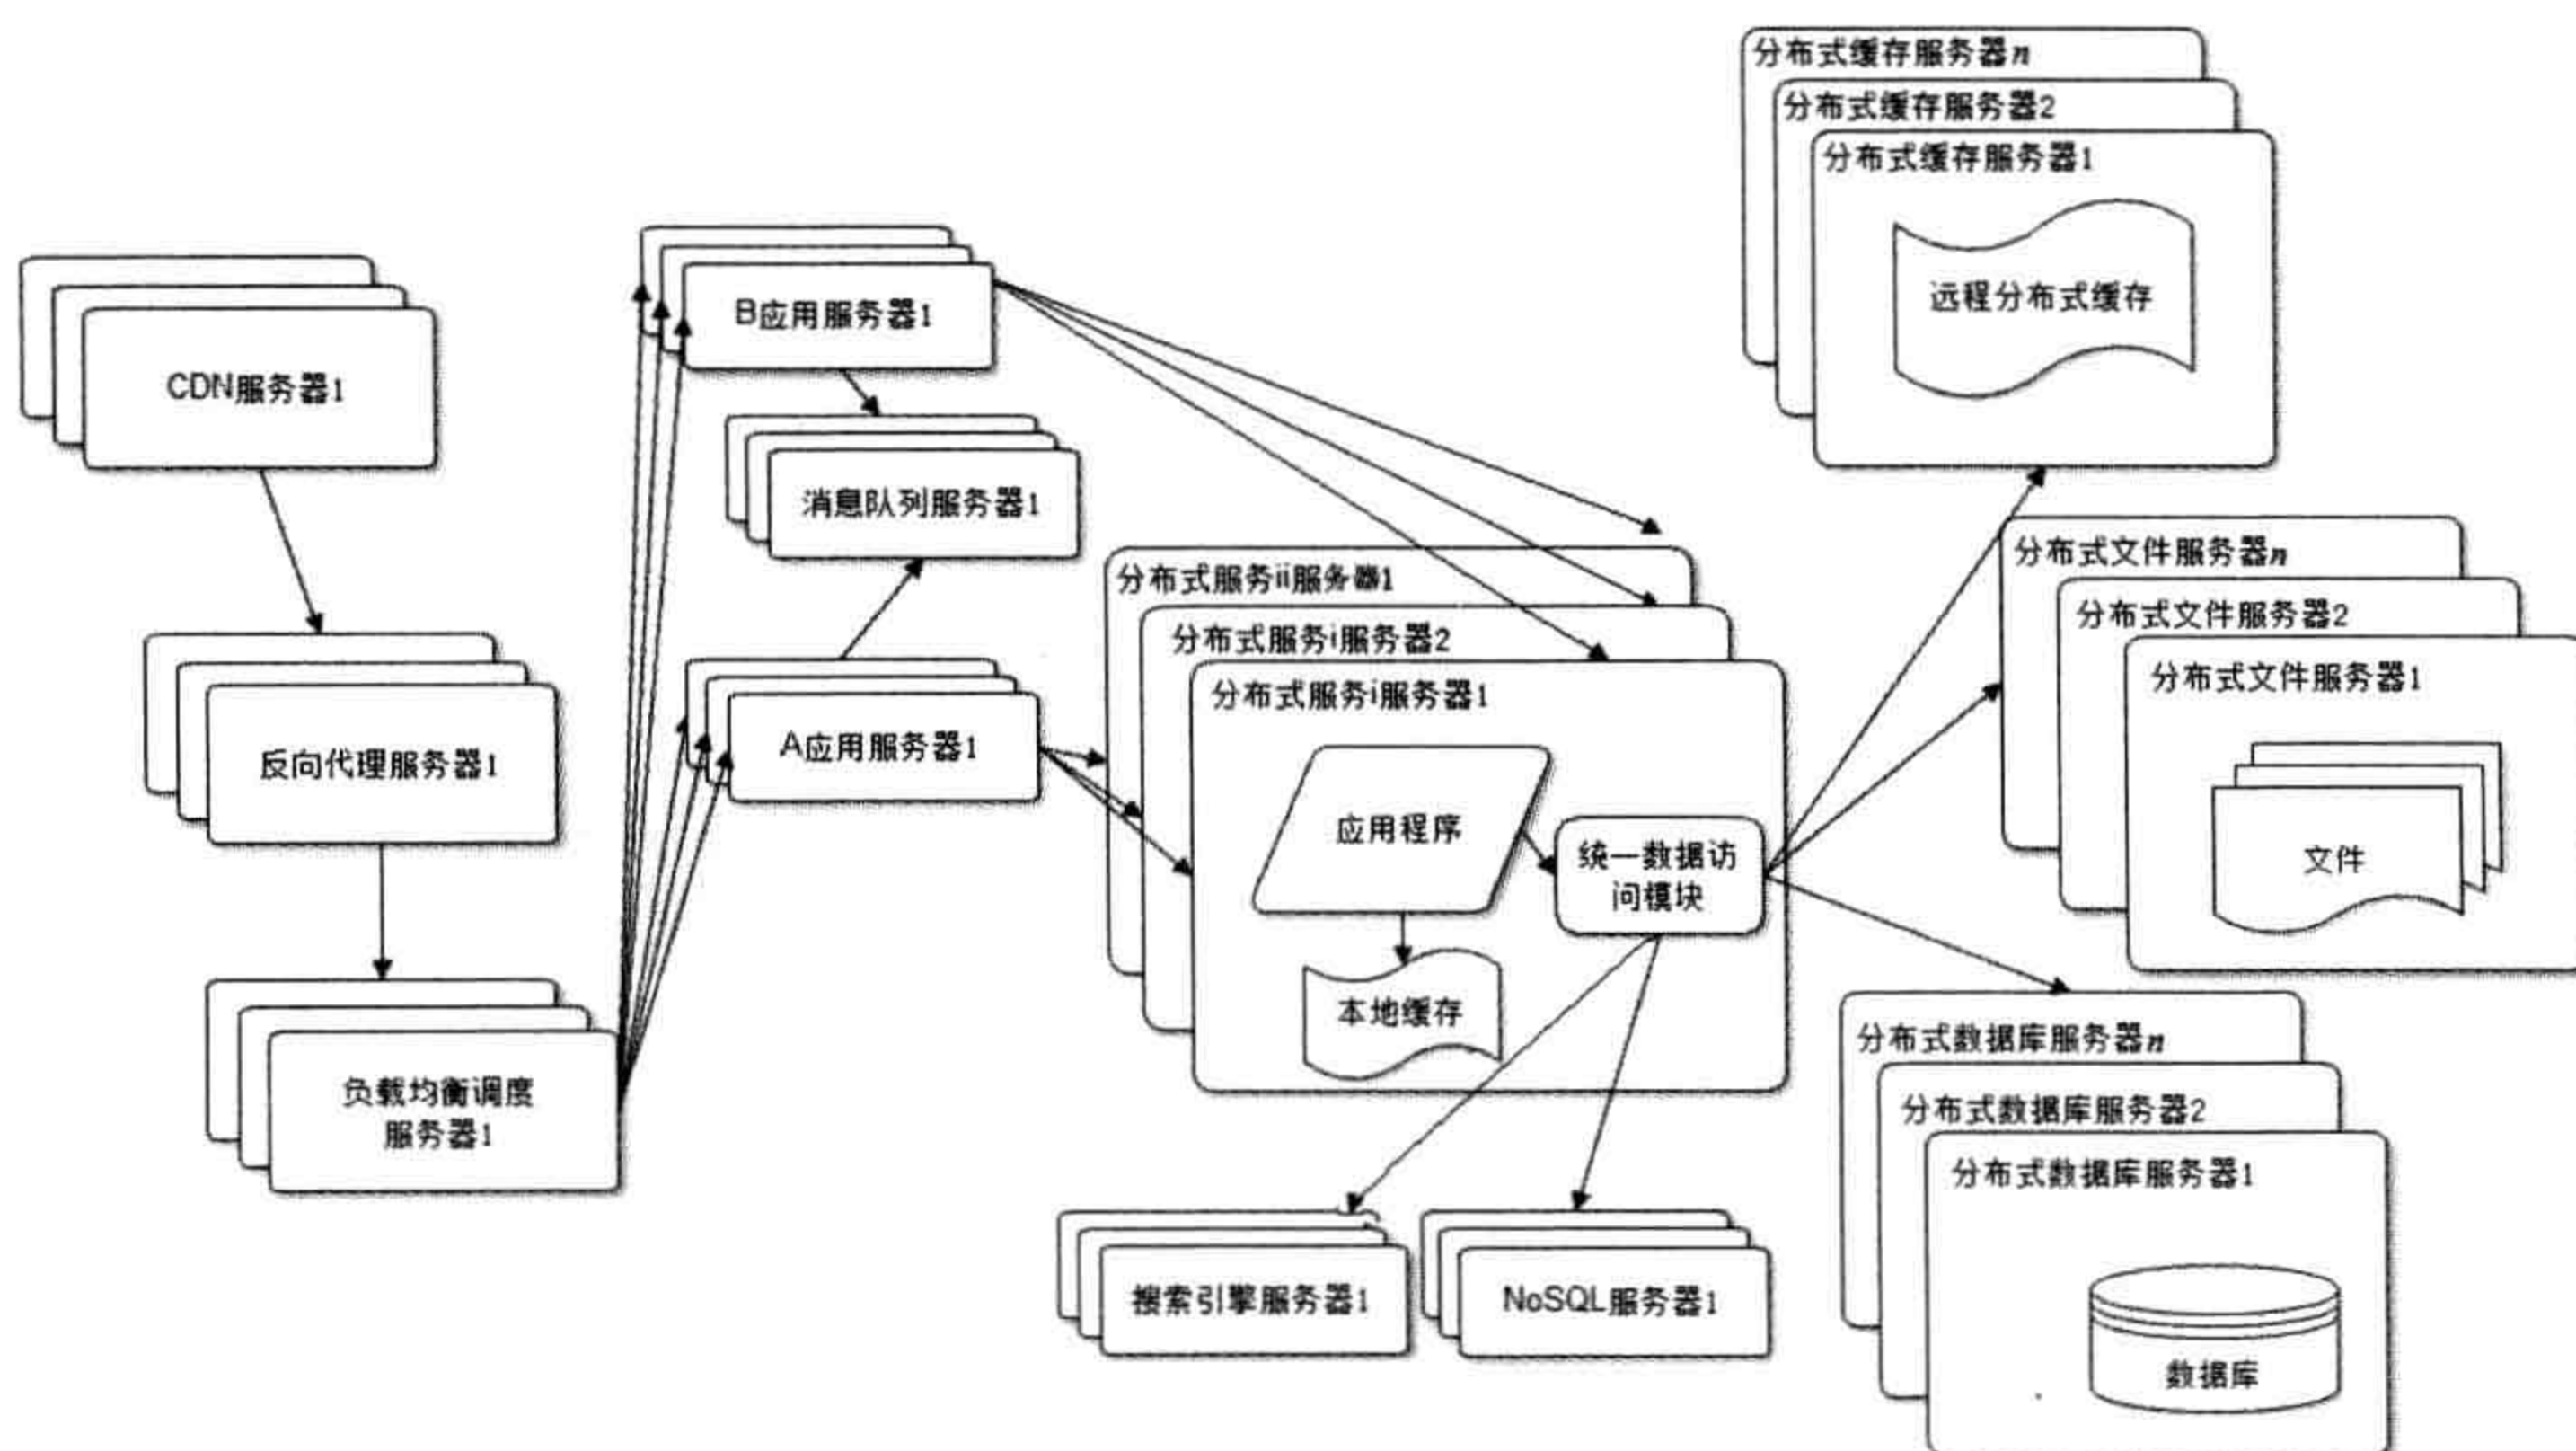 CDN服务器1
反向代理服务器1
负载均衡调度
服务器1
B应用服务器1
消息队列服务器1
A应用服务器1
分布式服务ii服务器1
分布式服务i服务器2
分布式服务i服务器1
应用程序
统一数据访
问模块
本地缓存
搜索引擎服务器1
NoSQL服务器1
分布式缓存服务器n
分布式缓存服务器2
分布式缓存服务器1
远程分布式缓存
分布式文件服务器n
分布式文件服务器2
分布式文件服务器1
文件
分布式数据库服务器n
分布式数据库服务器2
分布式数据库服务器1
数据库